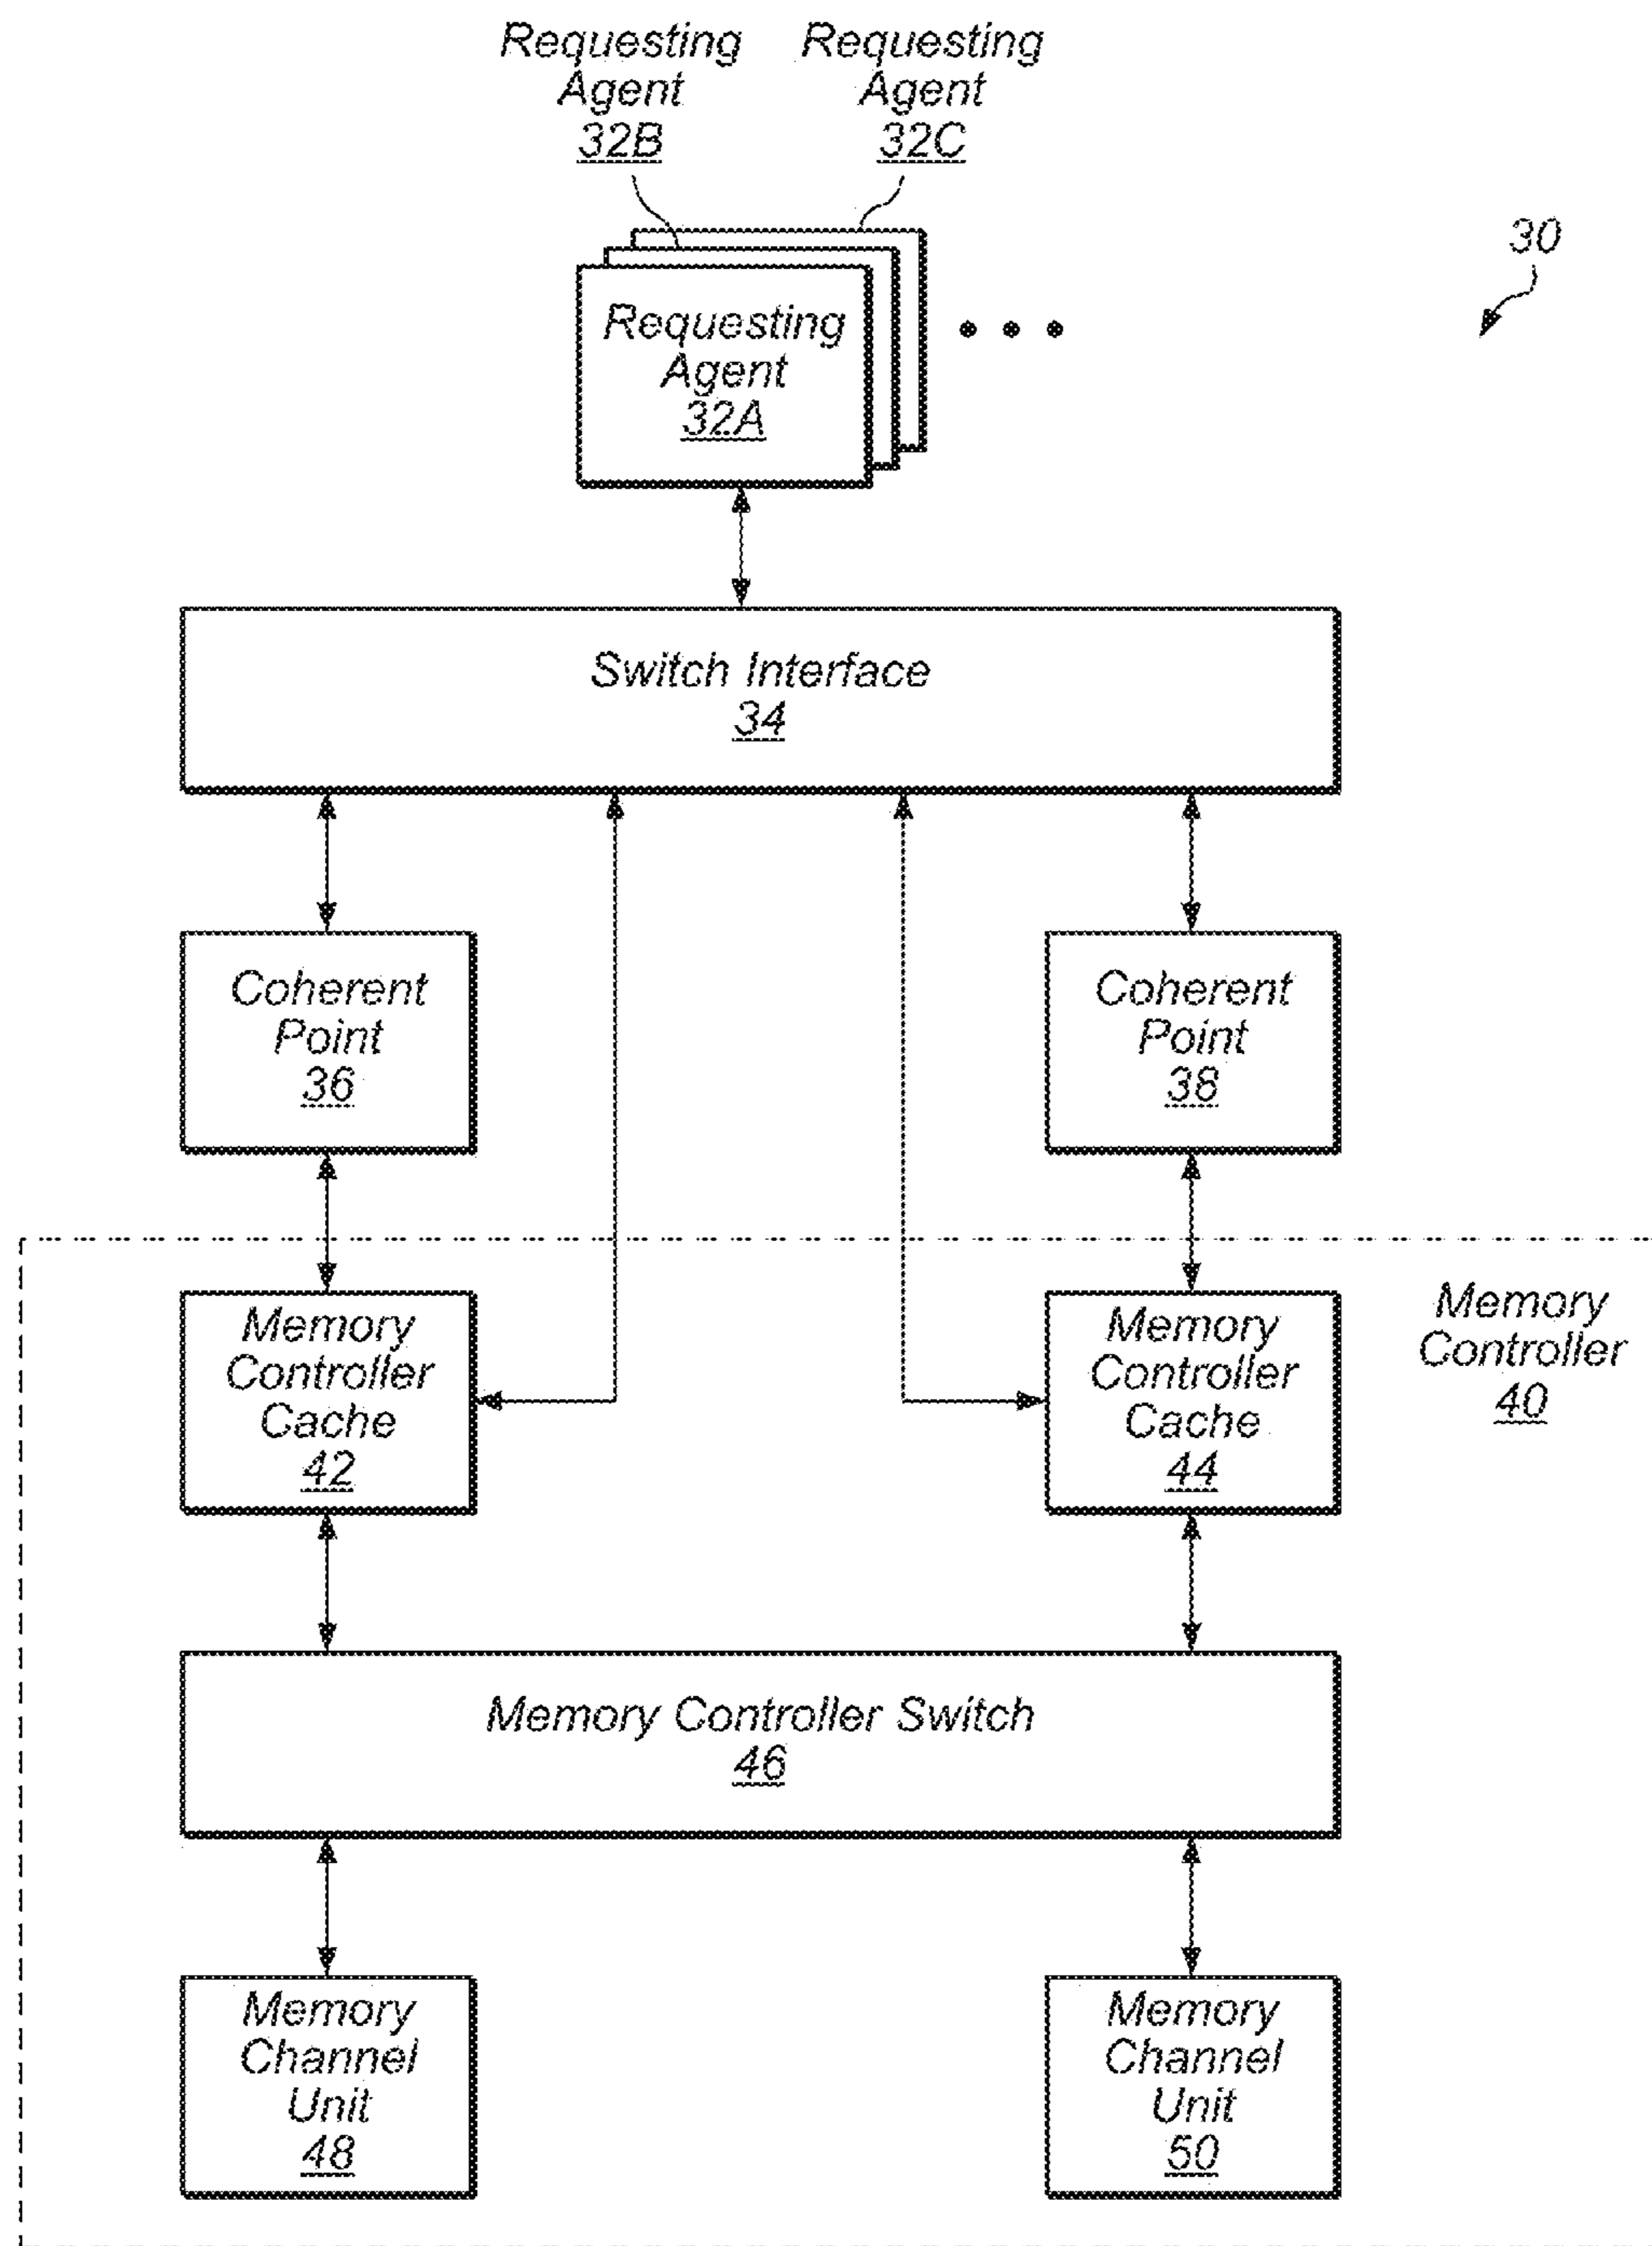 Requesting
Agent
32B
Requesting
Agent
32C
30
Requesting
Agent
32A
Switch Interface
34
Coherent
Point
36
Coherent
Point
38
Memory
Controller
Cache
42
Memory
Controller
Cache
44
Memory
Controller
40
Memory Controller Switch
46
Memory
Channel
Unit
48
Memory
Channel
Unit
50